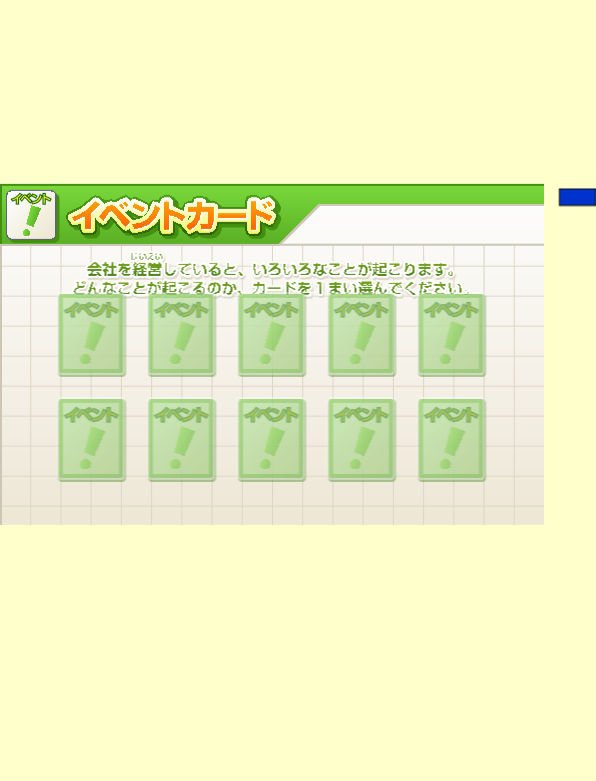 イベント
イベントカード
じいえい
会社を経営していると、いろいろなことが起こります。
どんなことが起こるのか、カードを1まい選んでください。
イベント イベント イベント イベント イベント
イベント イベント イベント イベント イベント